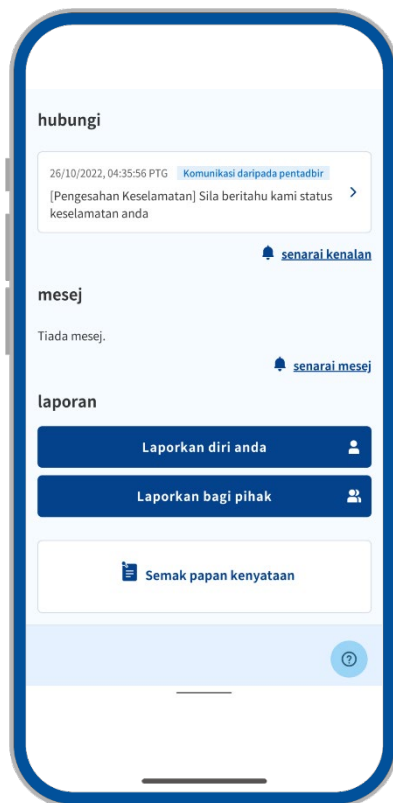 hubungi
26/10/2022, 04:35:56 PTG Komunikasi daripada pentadbir
[Pengesahan Keselamatan] Sila beritahu kami status
keselamatan anda
senarai kenalan
mesej
Tiada mesej.
senarai mesej
laporan
Laporkan diri anda
Laporkan bagi pihak
Semak papan kenyataan
?